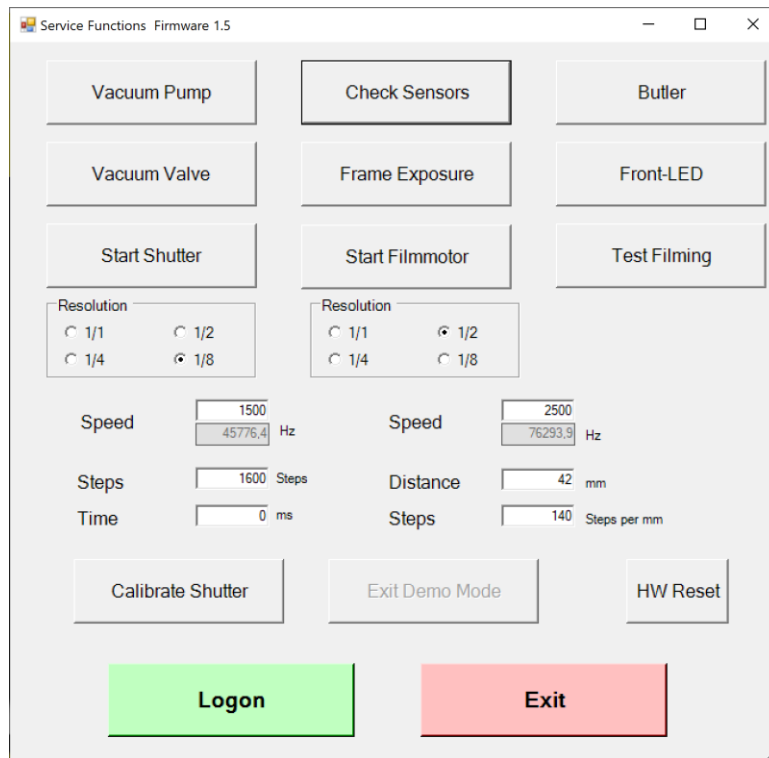 Service Functions Firmware 1.5
Vacuum Pump
Check Sensors
Butler
Vacuum Valve
Frame Exposure
Front-LED
Start Shutter
Start Filmmotor
Test Filming
Resolution
1/1
1/2
1/4
1/8
Resolution
1/1
1/2
1/4
1/8
Speed
1500
45776,4
Hz
Steps
1600
Steps
Time
0
ms
Speed
2500
76293,9
Hz
Distance
42
mm
Steps
140
Steps per mm
Calibrate Shutter
Exit Demo Mode
HW Reset
Logon
Exit